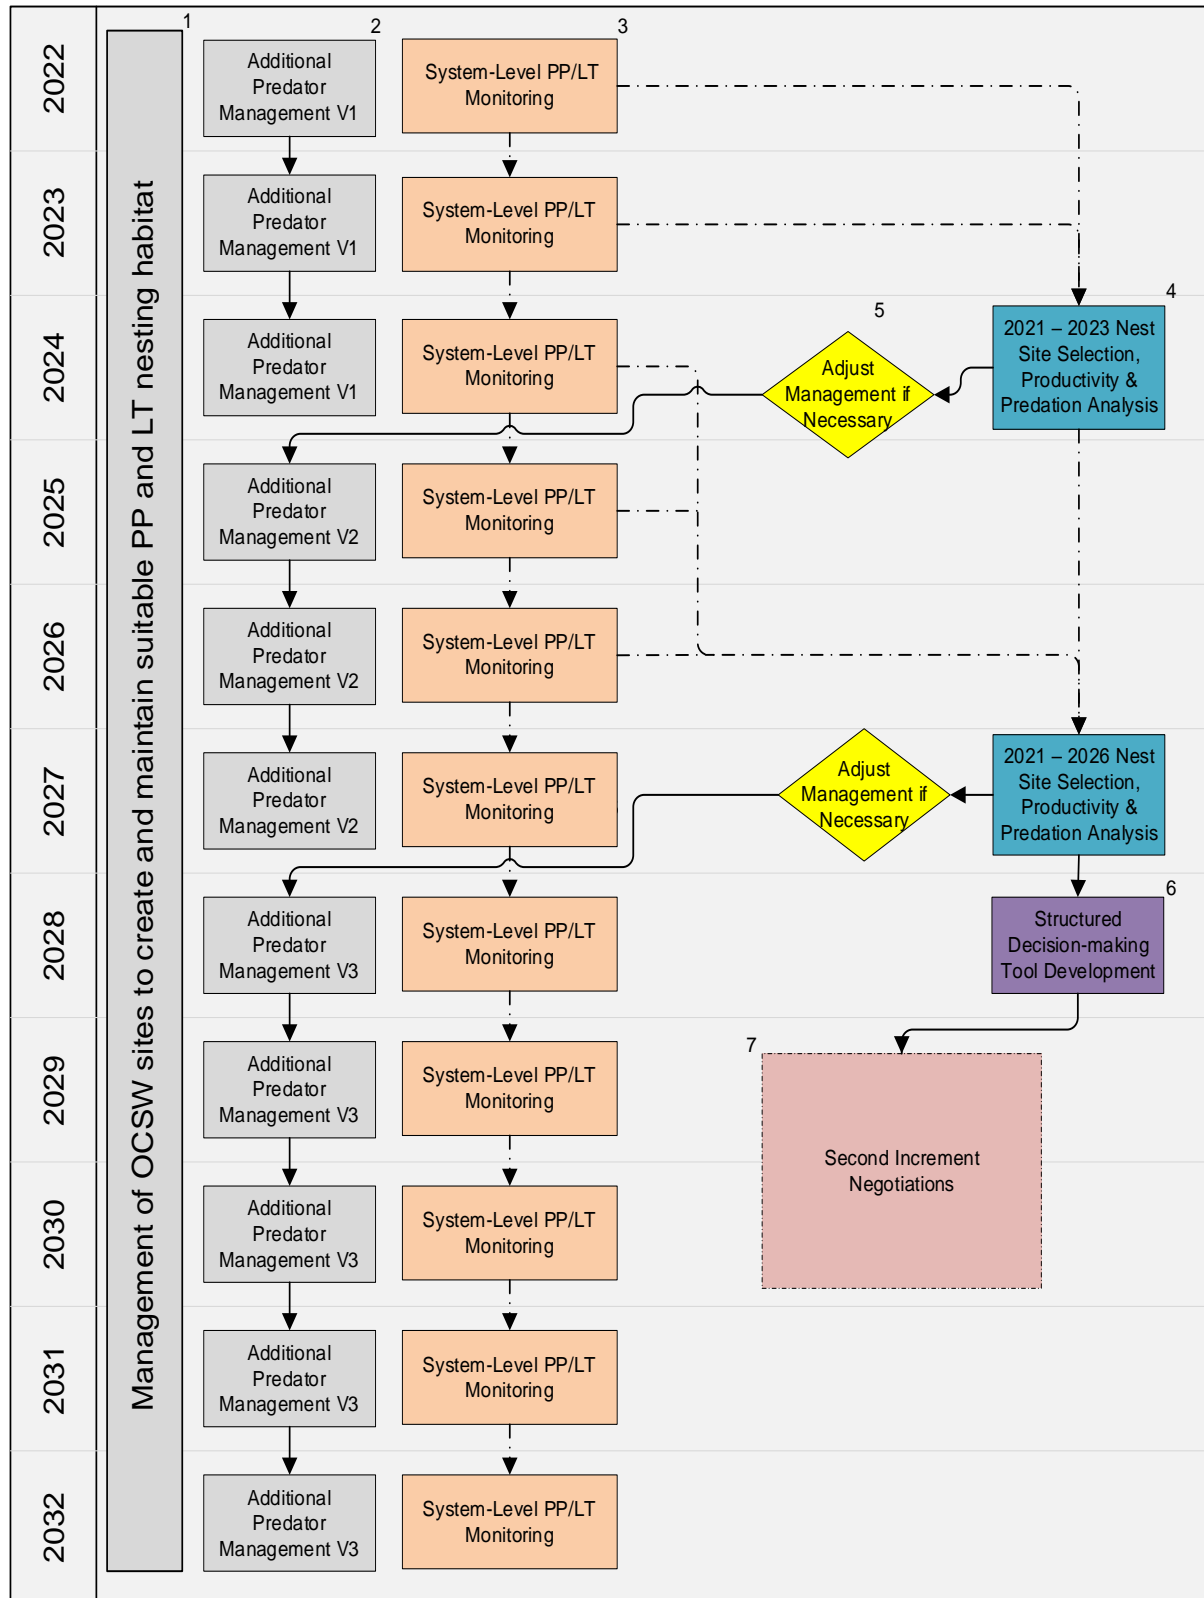 1
2
3
Management of OCSW sites to create and maintain suitable PP and LT nesting habitat
2022
Additional
Predator
Management V1
System-Level PP/LT
Monitoring
2023
Additional
Predator
Management V1
System-Level PP/LT
Monitoring
2024
Additional
Predator
Management V1
System-Level PP/LT
Monitoring
5
Adjust
Management if
Necessary
4
2021 – 2023 Nest
Site Selection,
Productivity &
Predation Analysis
2025
Additional
Predator
Management V2
System-Level PP/LT
Monitoring
2026
Additional
Predator
Management V2
System-Level PP/LT
Monitoring
2027
Additional
Predator
Management V2
System-Level PP/LT
Monitoring
Adjust
Management if
Necessary
2021 – 2026 Nest
Site Selection,
Productivity &
Predation Analysis
2028
Additional
Predator
Management V3
System-Level PP/LT
Monitoring
6
Structured
Decision-making
Tool Development
2029
Additional
Predator
Management V3
System-Level PP/LT
Monitoring
7
Second Increment
Negotiations
2030
Additional
Predator
Management V3
System-Level PP/LT
Monitoring
2031
Additional
Predator
Management V3
System-Level PP/LT
Monitoring
2032
Additional
Predator
Management V3
System-Level PP/LT
Monitoring